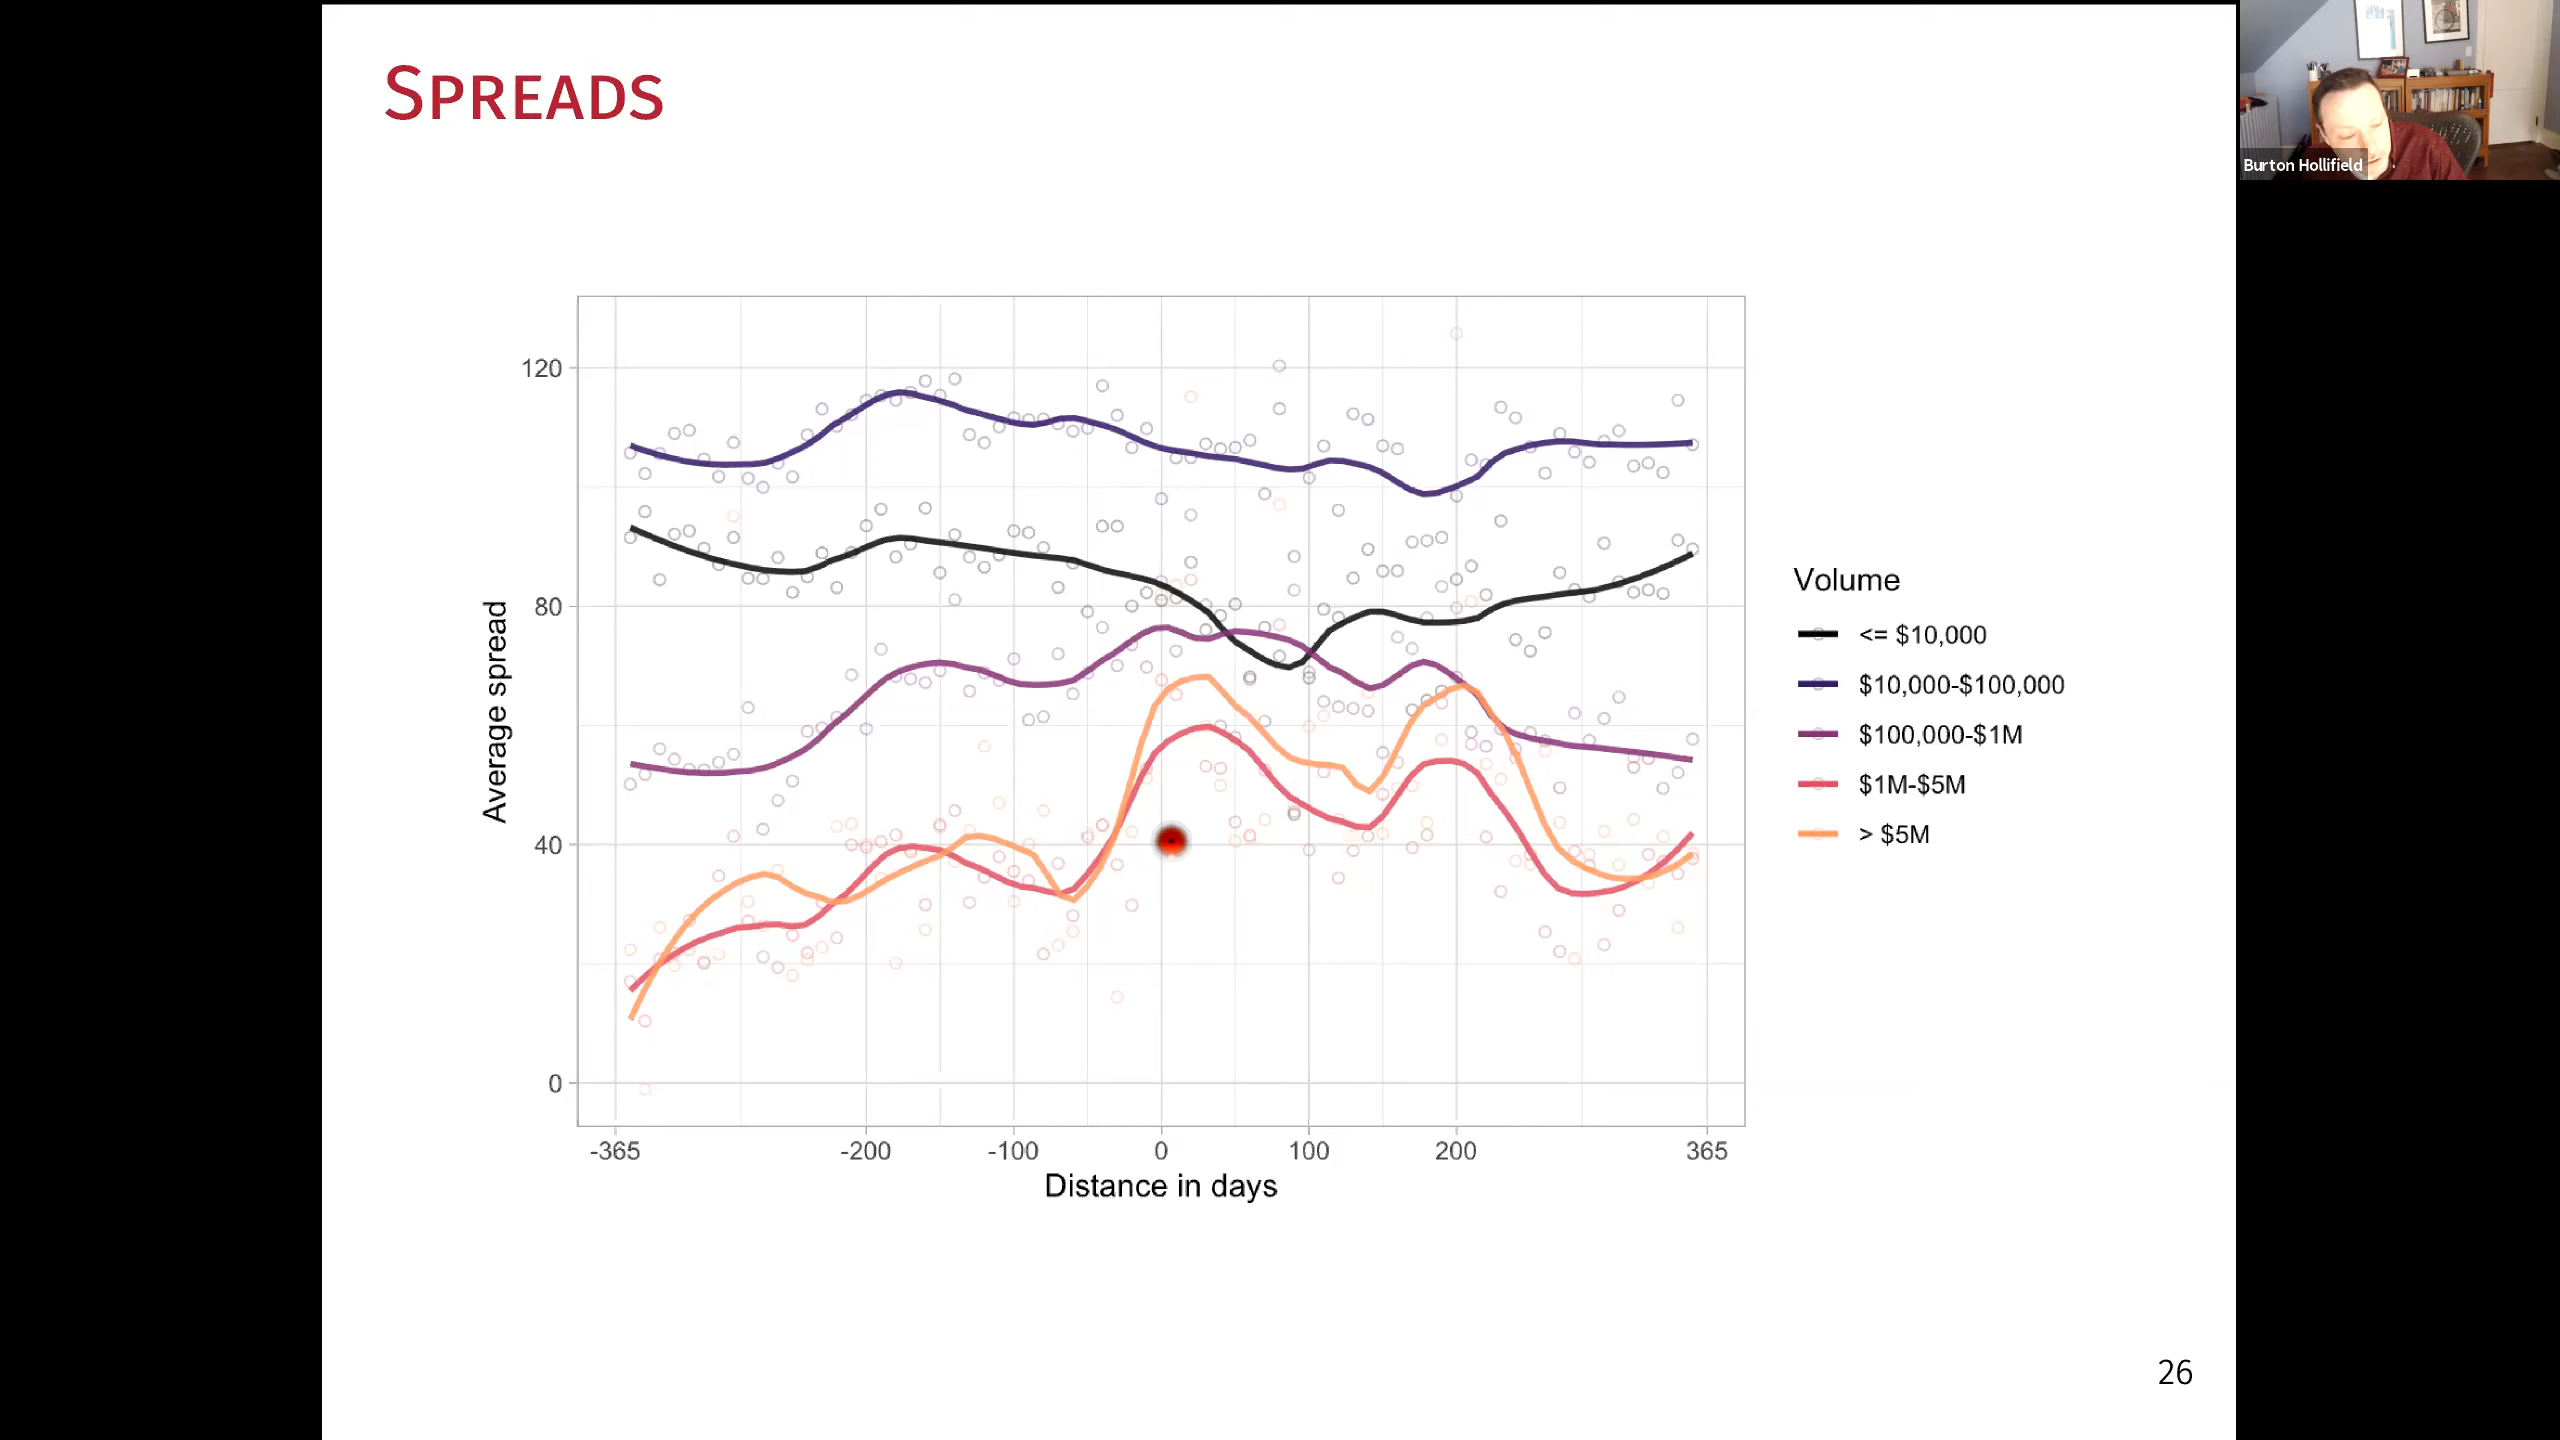 SPREADS
Burton Hollifield
120
80
40
0
Average spread
-365
-200
-100
0
100
200
365
Distance in days
Volume
<= $10,000
$10,000-$100,000
$100,000-$1M
$1M-$5M
> $5M
26